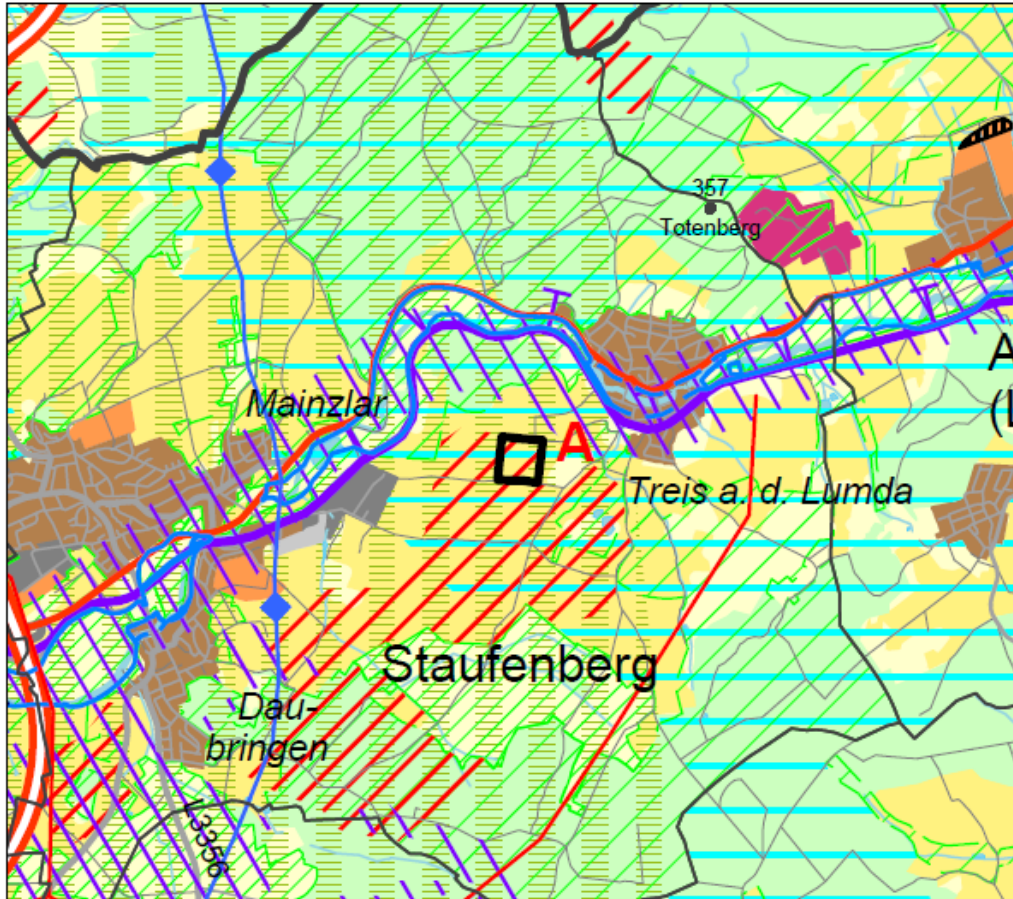 357
Totenberg
A
(L
Mainzlar
A
Treis a. d. Lumda
Staufenberg
Dau-
bringen
L3356